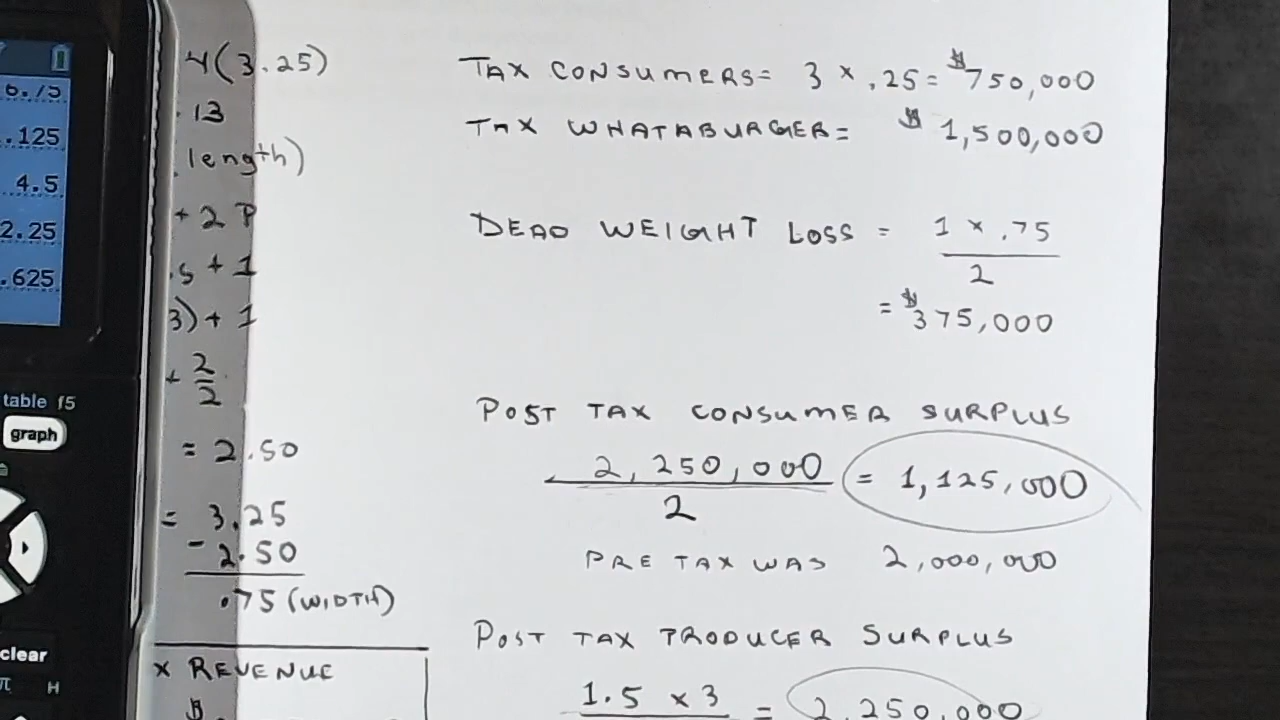 6.75
.125
4.5
2.25
.625
table f5
graph
clear
π H
4(3.25)
.13
length)
+ 2P
.5 + 1
3) + 1
+ 2/2
= 2.50
= 3.25
- 2.50
.75 (WIDTH)
X REVENUE
$
TAX CONSUMERS= 3 × .25= $750,000
TAX WHATABURGER= $ 1,500,000
DEAD WEIGHT LOSS = 1 × .75
2
= $375,000
POST TAX CONSUMER SURPLUS
2,250,000 = 1,125,000
2
PRE TAX WAS 2,000,000
POST TAX PRODUCER SURPLUS
1.5 × 3 = 2,250,000